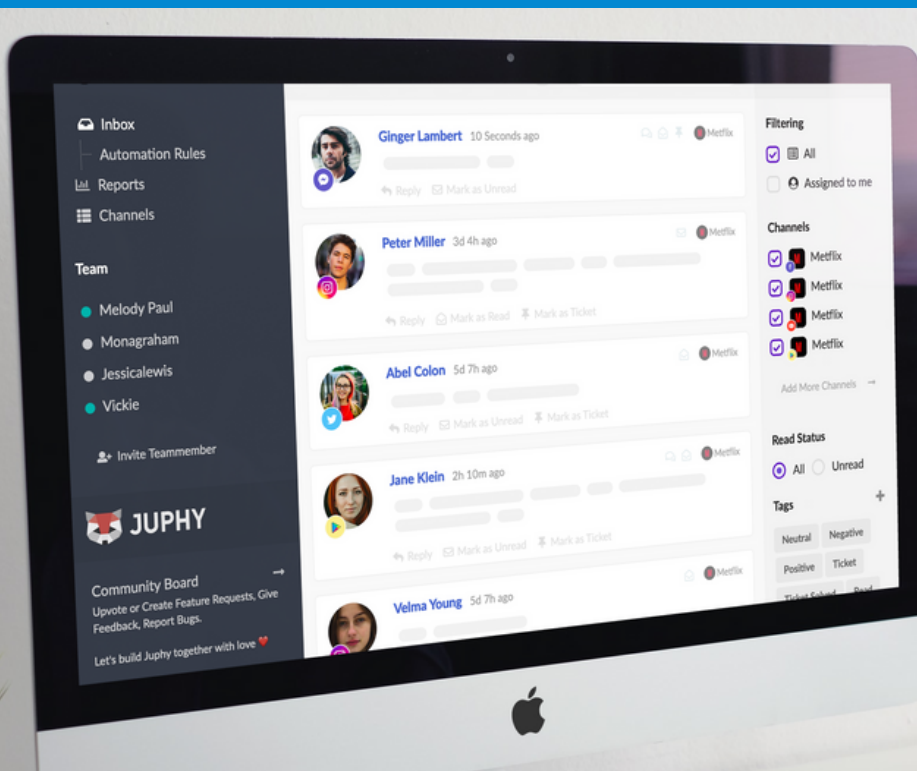 Inbox
Automation Rules
Reports
Channels
Team
Melody Paul
Monagraham
Jessicalewis
Vickie
Invite Teammember
JUPHY
Community Board
Upvote or Create Feature Requests, Give
Feedback, Report Bugs.
Let's build Juphy together with love
Ginger Lambert 10 Seconds ago
Metflix
Reply Mark as Unread
Peter Miller 3d 4h ago
Metflix
Reply Mark as Read Mark as Ticket
Abel Colon 5d 7h ago
Metflix
Reply Mark as Unread Mark as Ticket
Jane Klein 2h 10m ago
Metflix
Reply Mark as Unread Mark as Ticket
Velma Young 5d 7h ago
Metflix
Filtering
All
Assigned to me
Channels
Metflix
Metflix
Metflix
Metflix
Add More Channels
Read Status
All Unread
Tags
Neutral Negative
Positive Ticket
Ticket Solved Read